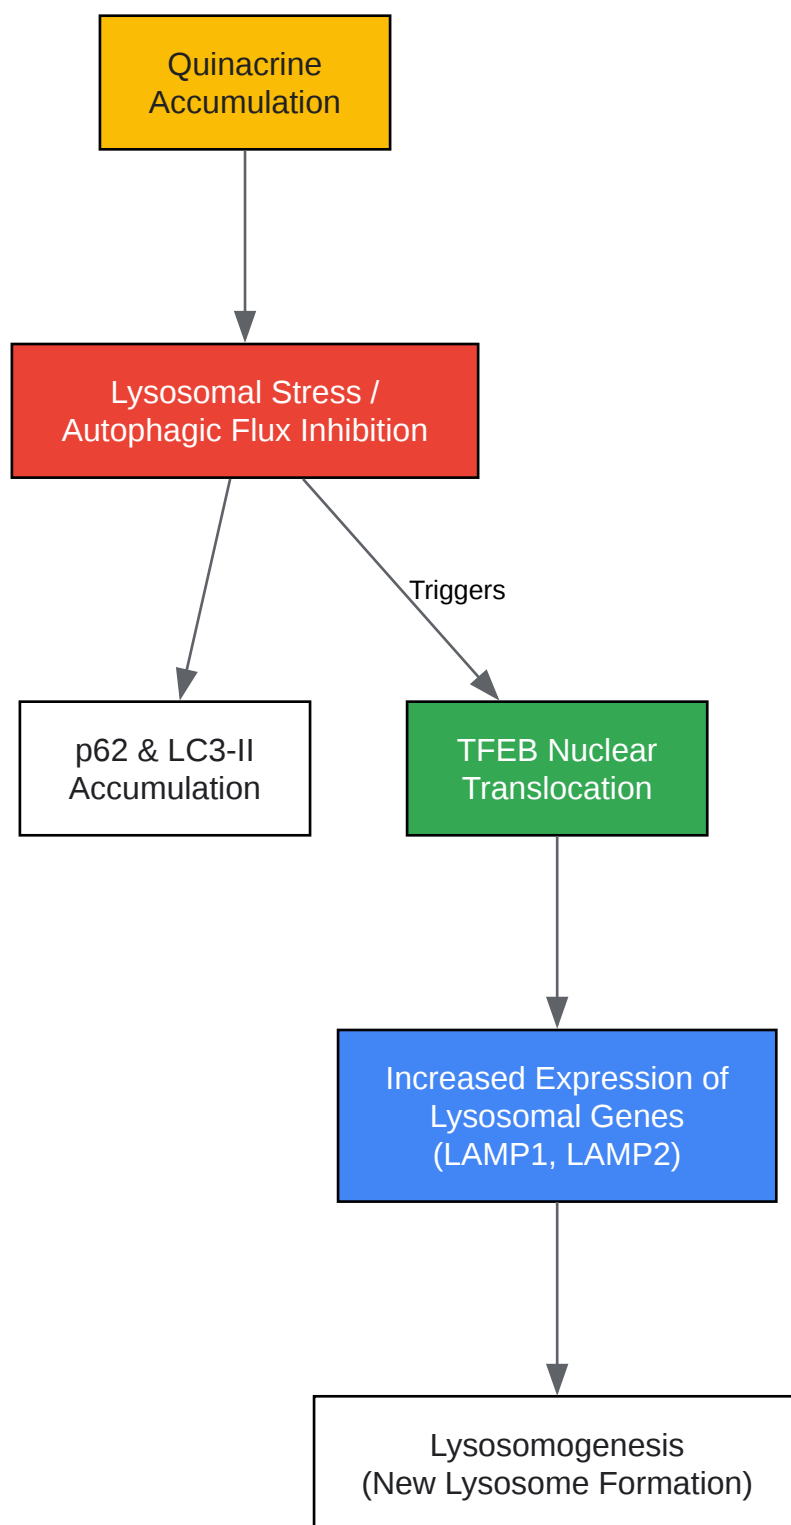 Quinacrine
Accumulation
Lysosomal Stress /
Autophagic Flux Inhibition
Triggers
p62 & LC3-II
Accumulation
TFEB Nuclear
Translocation
Increased Expression of
Lysosomal Genes
(LAMP1, LAMP2)
Lysosomogenesis
(New Lysosome Formation)